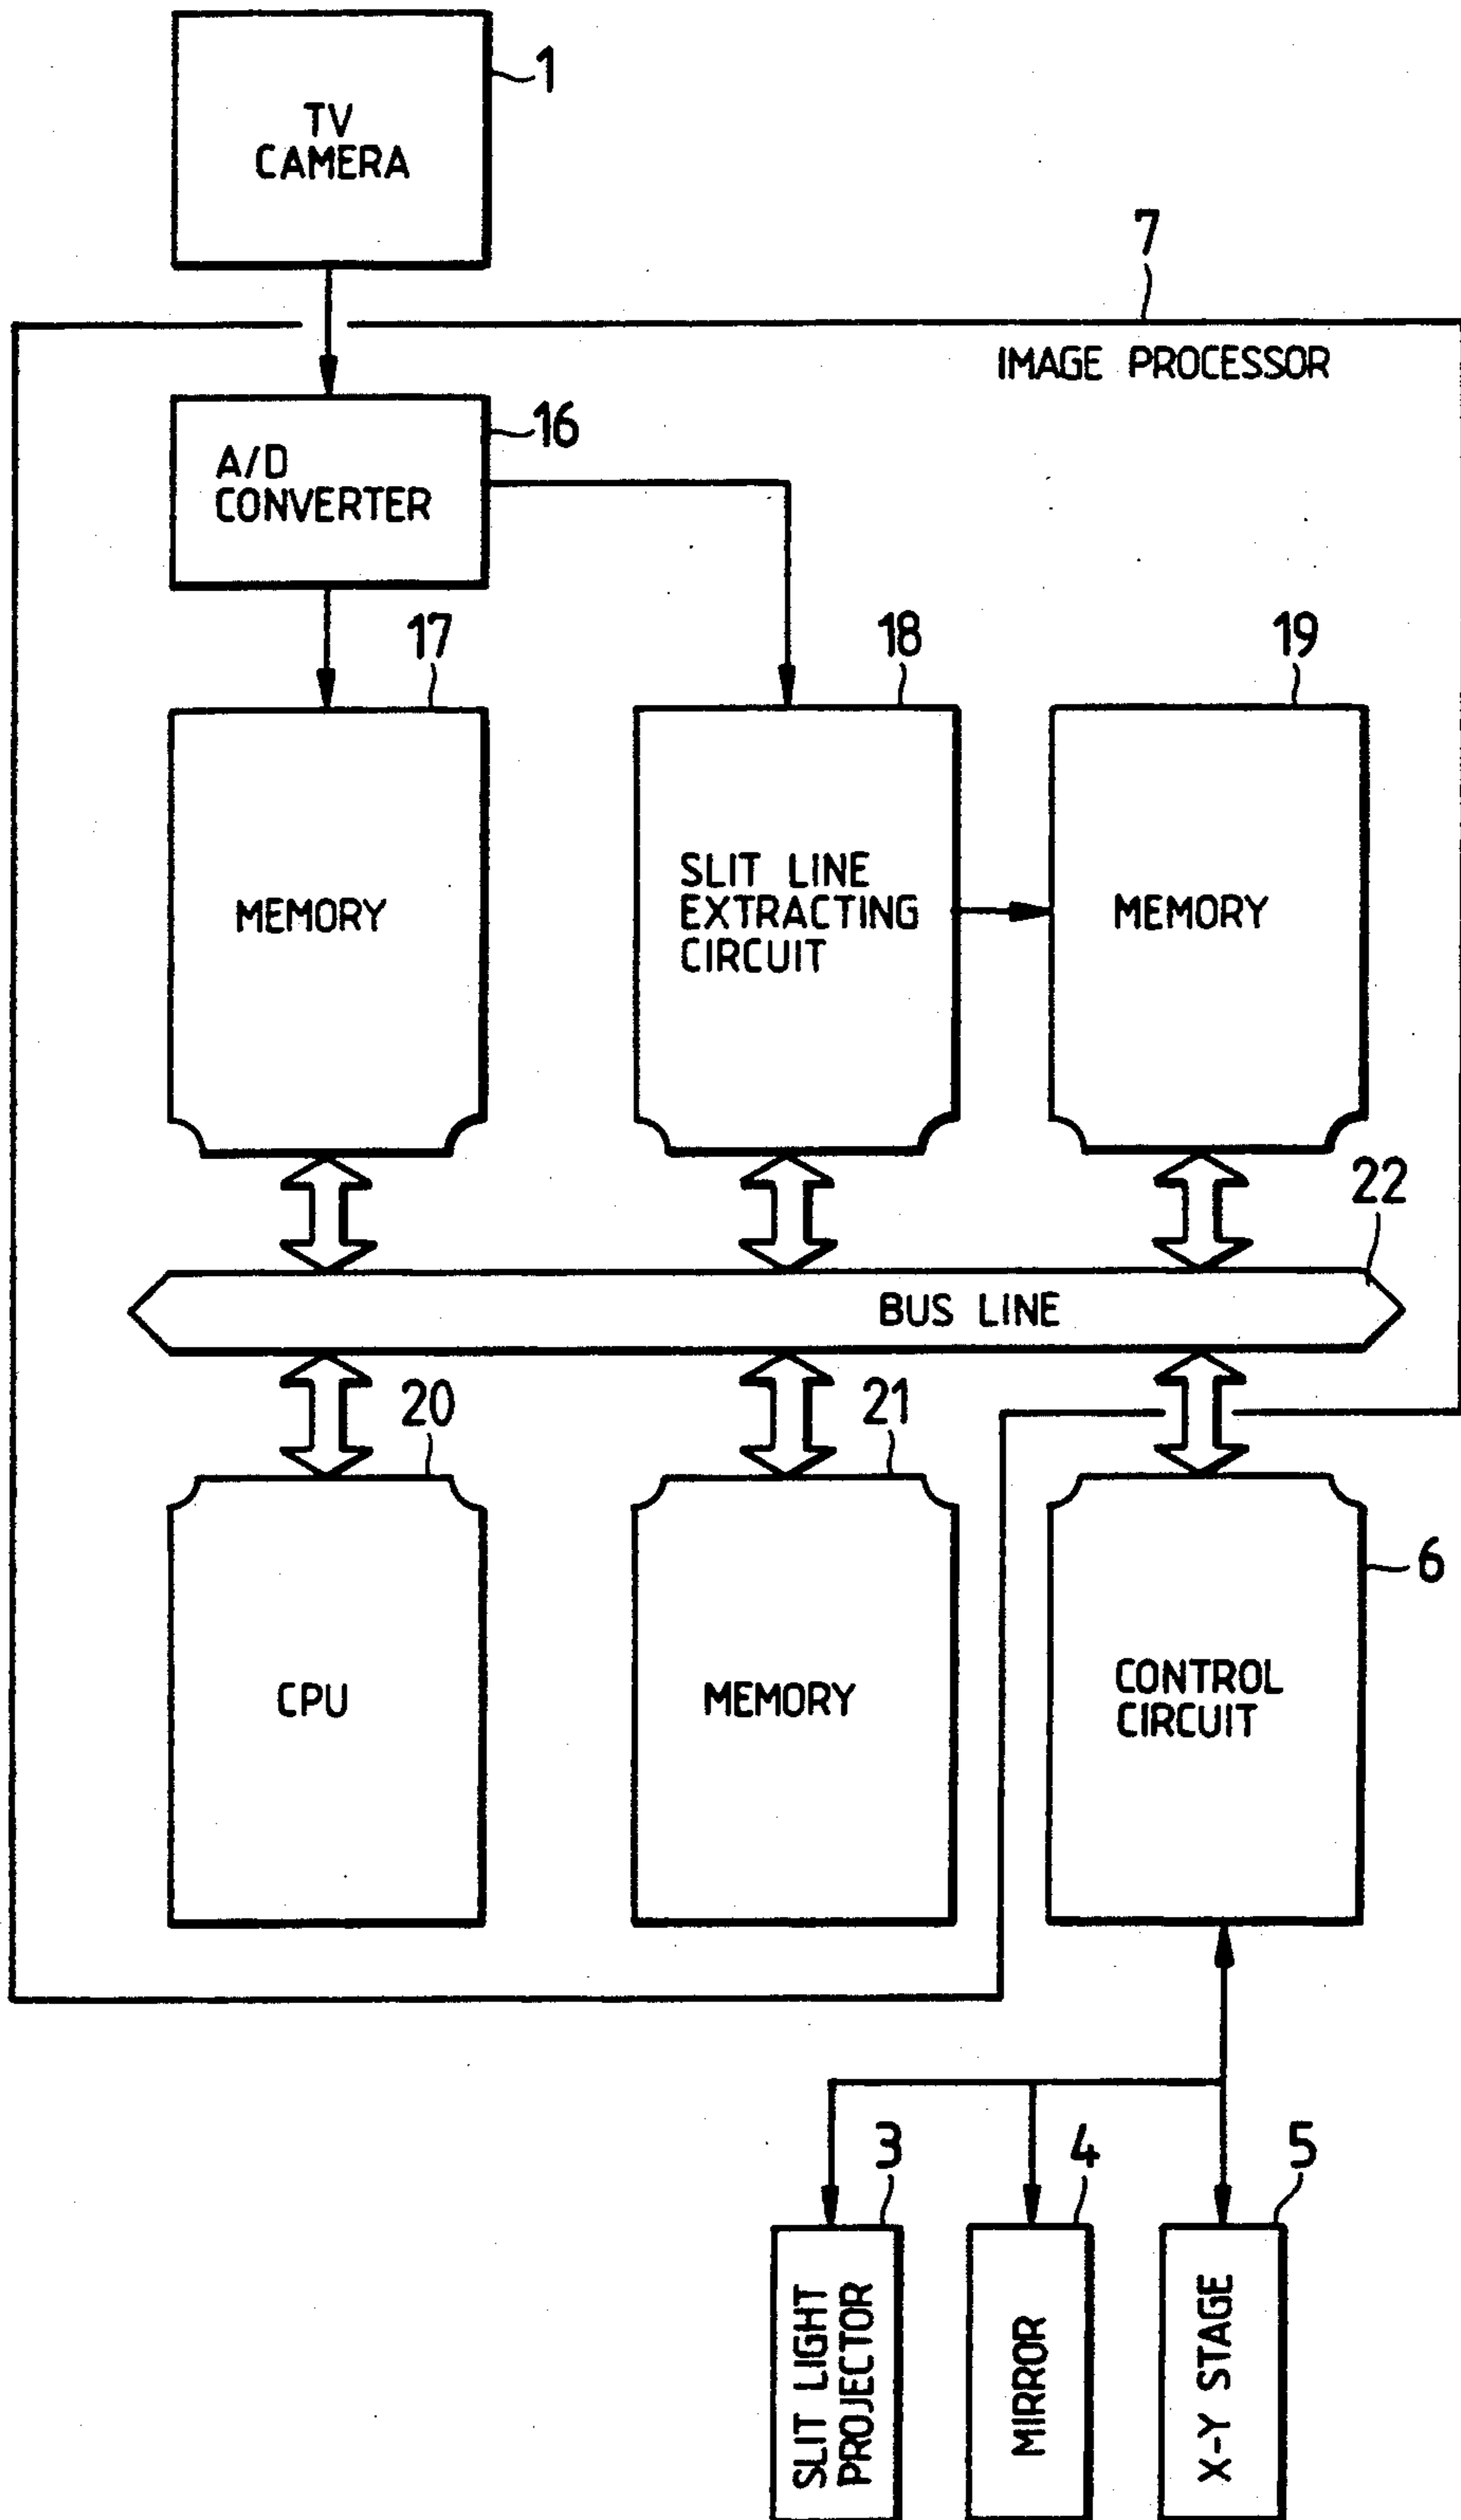 1
TV
CAMERA
7
IMAGE PROCESSOR
16
A/D
CONVERTER
17
18
19
MEMORY
SLIT LINE
EXTRACTING
CIRCUIT
MEMORY
22
BUS LINE
20
21
6
CPU
MEMORY
CONTROL
CIRCUIT
3
4
5
SLIT LIGHT
PROJECTOR
MIRROR
X-Y STAGE